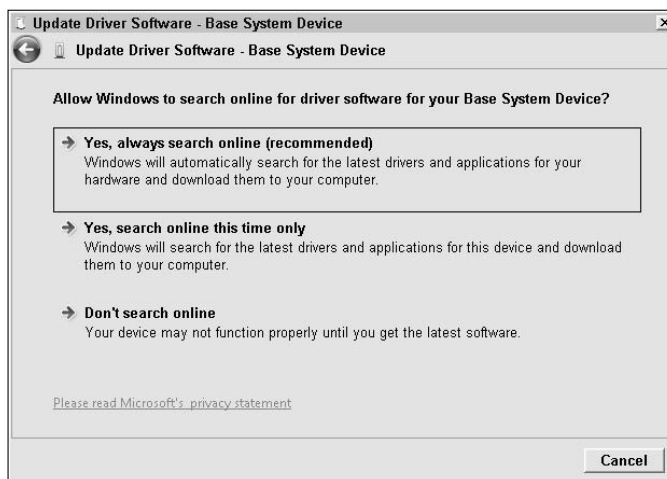 Update Driver Software - Base System Device
Update Driver Software - Base System Device
Allow Windows to search online for driver software for your Base System Device?
Yes, always search online (recommended)
Windows will automatically search for the latest drivers and applications for your
hardware and download them to your computer.
Yes, search online this time only
Windows will search for the latest drivers and applications for this device and download
them to your computer.
Don't search online
Your device may not function properly until you get the latest software.
Please read Microsoft's privacy statement
Cancel